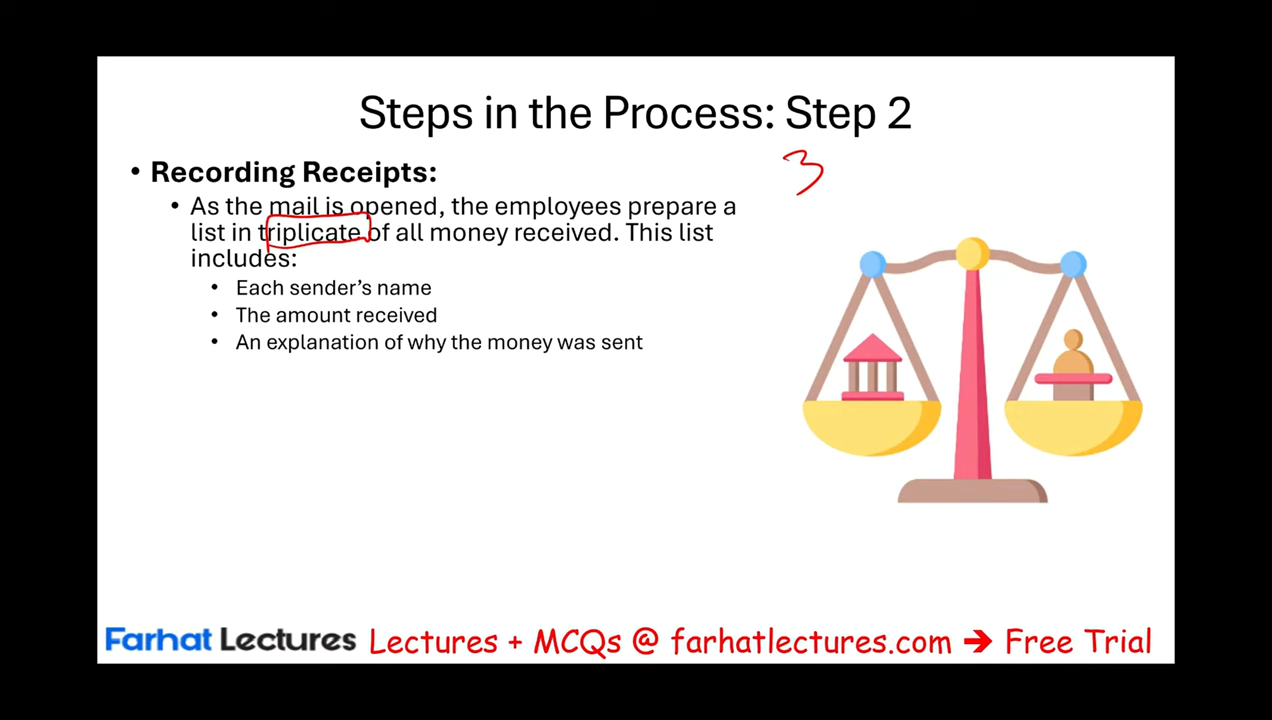 Steps in the Process: Step 2
3
• Recording Receipts:
• As the mail is opened, the employees prepare a
list in triplicate of all money received. This list
includes:
• Each sender’s name
• The amount received
• An explanation of why the money was sent
Farhat Lectures Lectures + MCQs @ farhatlectures.com → Free Trial